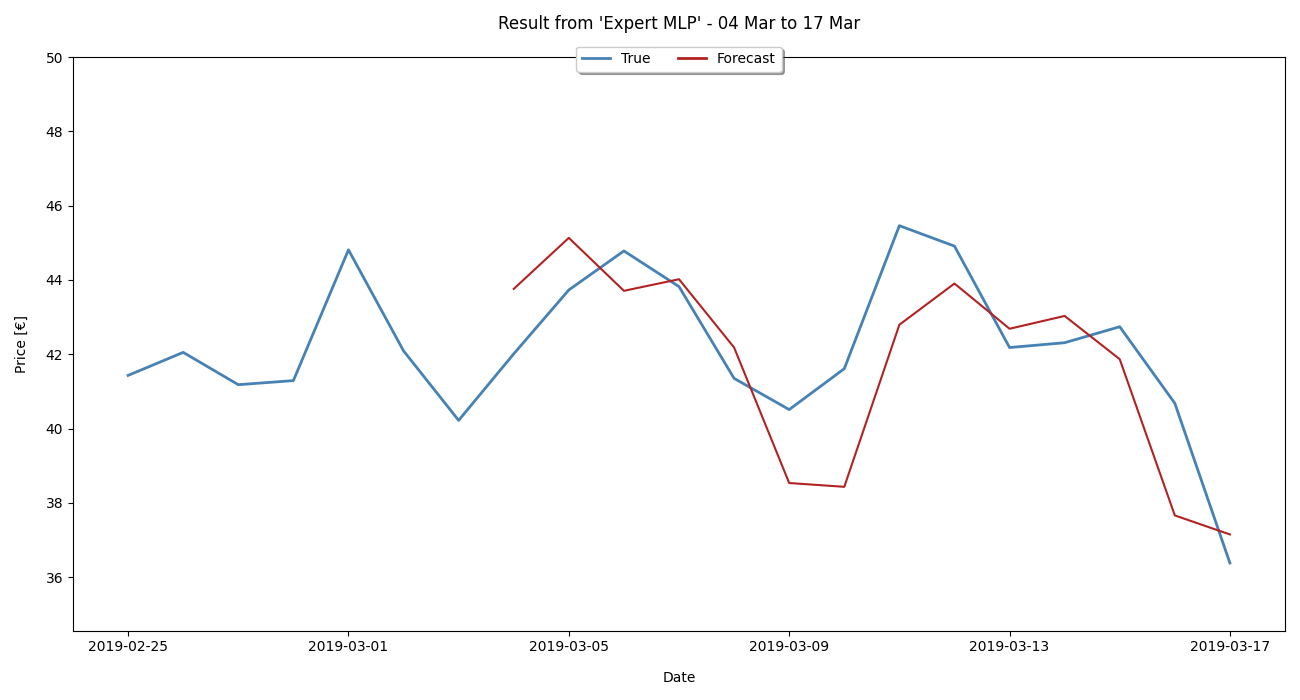 Result from 'Expert MLP' - 04 Mar to 17 Mar
True Forecast
50
48
46
44
42
40
38
36
Price [€]
2019-02-25 2019-03-01 2019-03-05 2019-03-09 2019-03-13 2019-03-17
Date